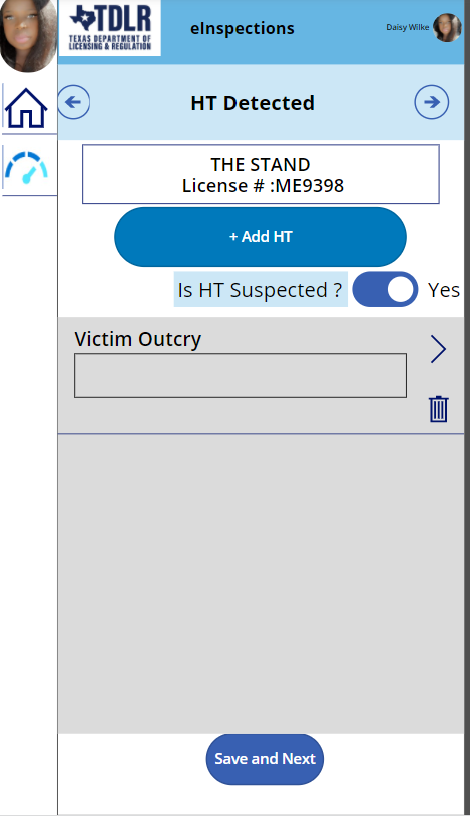 TDLR
TEXAS DEPARTMENT OF
LICENSING & REGULATION
eInspections
Daisy Wilke
HT Detected
THE STAND
License # :ME9398
+ Add HT
Is HT Suspected ?
Yes
Victim Outcry
Save and Next